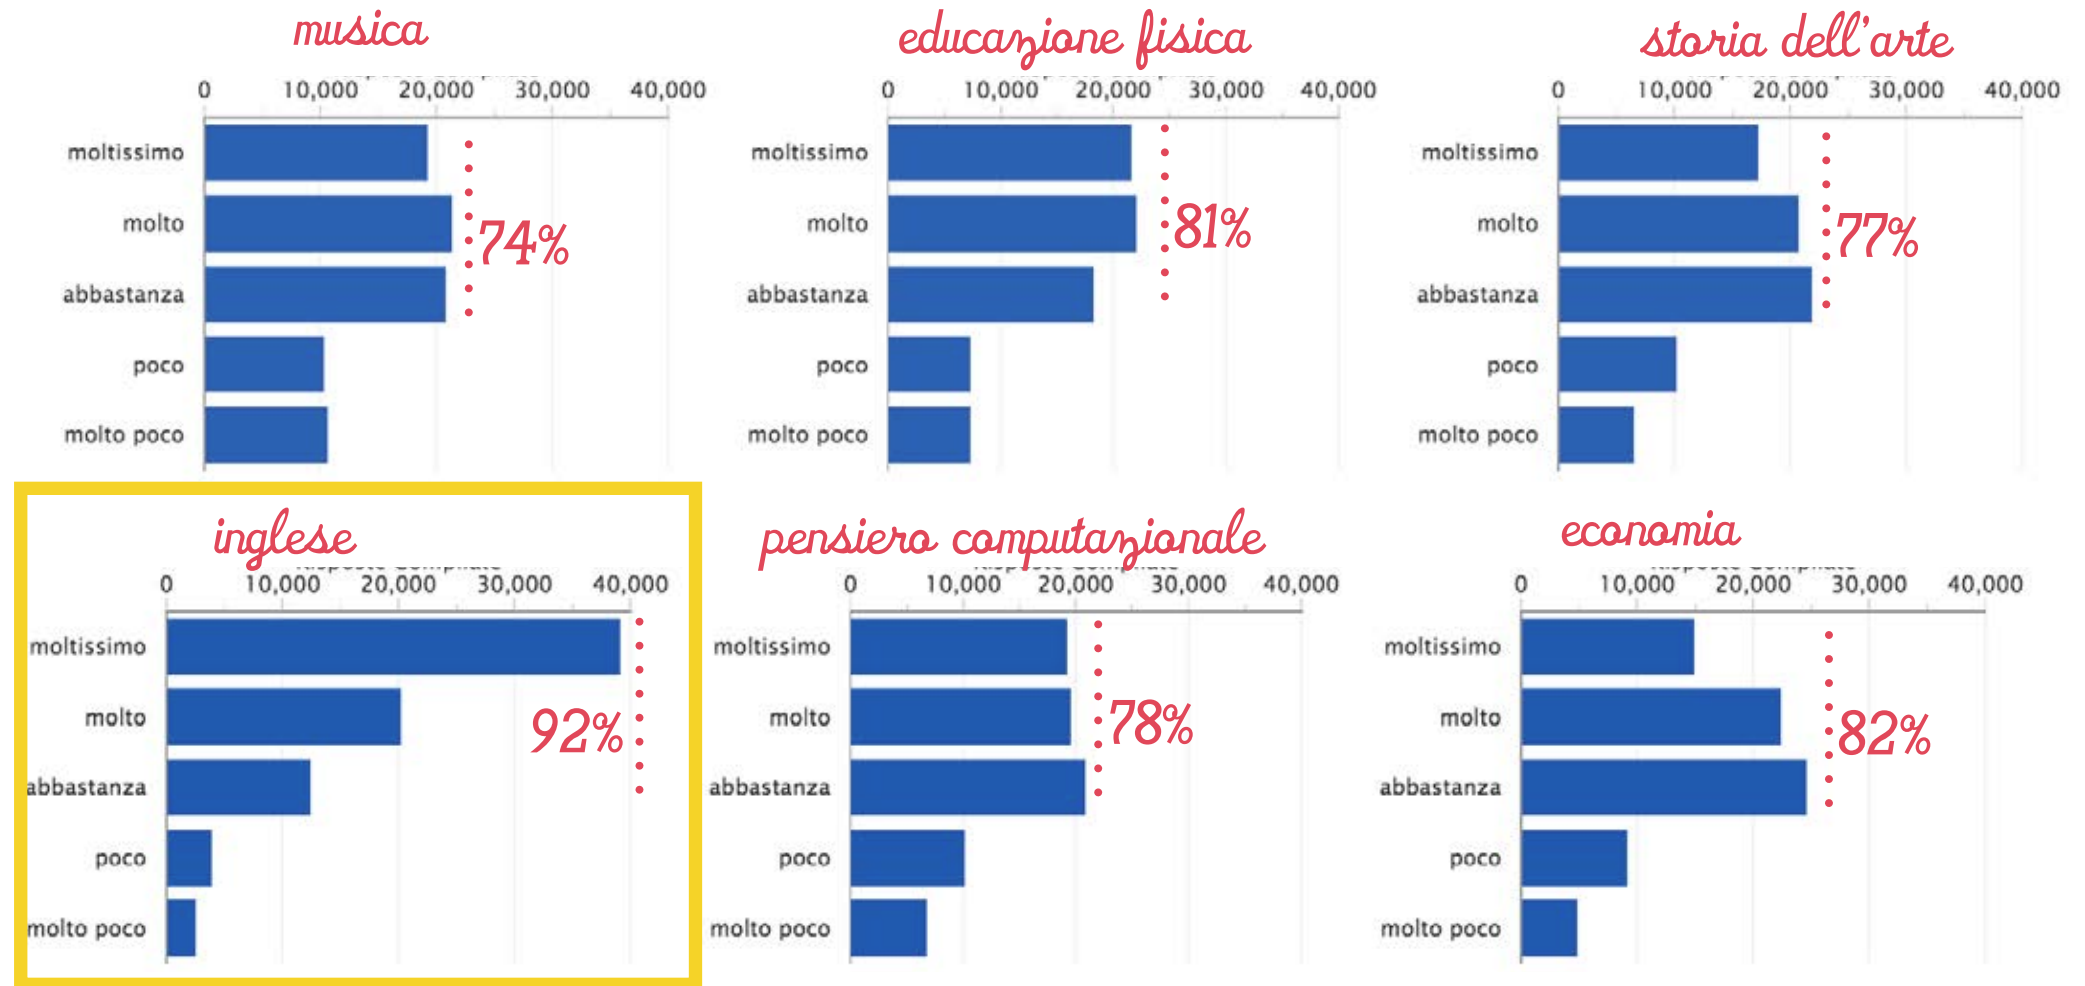 musica
0 10,000 20,000 30,000 40,000
moltissimo
molto
74%
abbastanza
poco
molto poco
educazione fisica
0 10,000 20,000 30,000 40,000
moltissimo
molto
81%
abbastanza
poco
molto poco
storia dell'arte
0 10,000 20,000 30,000 40,000
moltissimo
molto
77%
abbastanza
poco
molto poco
inglese
0 10,000 20,000 30,000 40,000
moltissimo
molto
92%
abbastanza
poco
molto poco
pensiero computazionale
0 10,000 20,000 30,000 40,000
moltissimo
molto
78%
abbastanza
poco
molto poco
economia
0 10,000 20,000 30,000 40,000
moltissimo
molto
82%
abbastanza
poco
molto poco